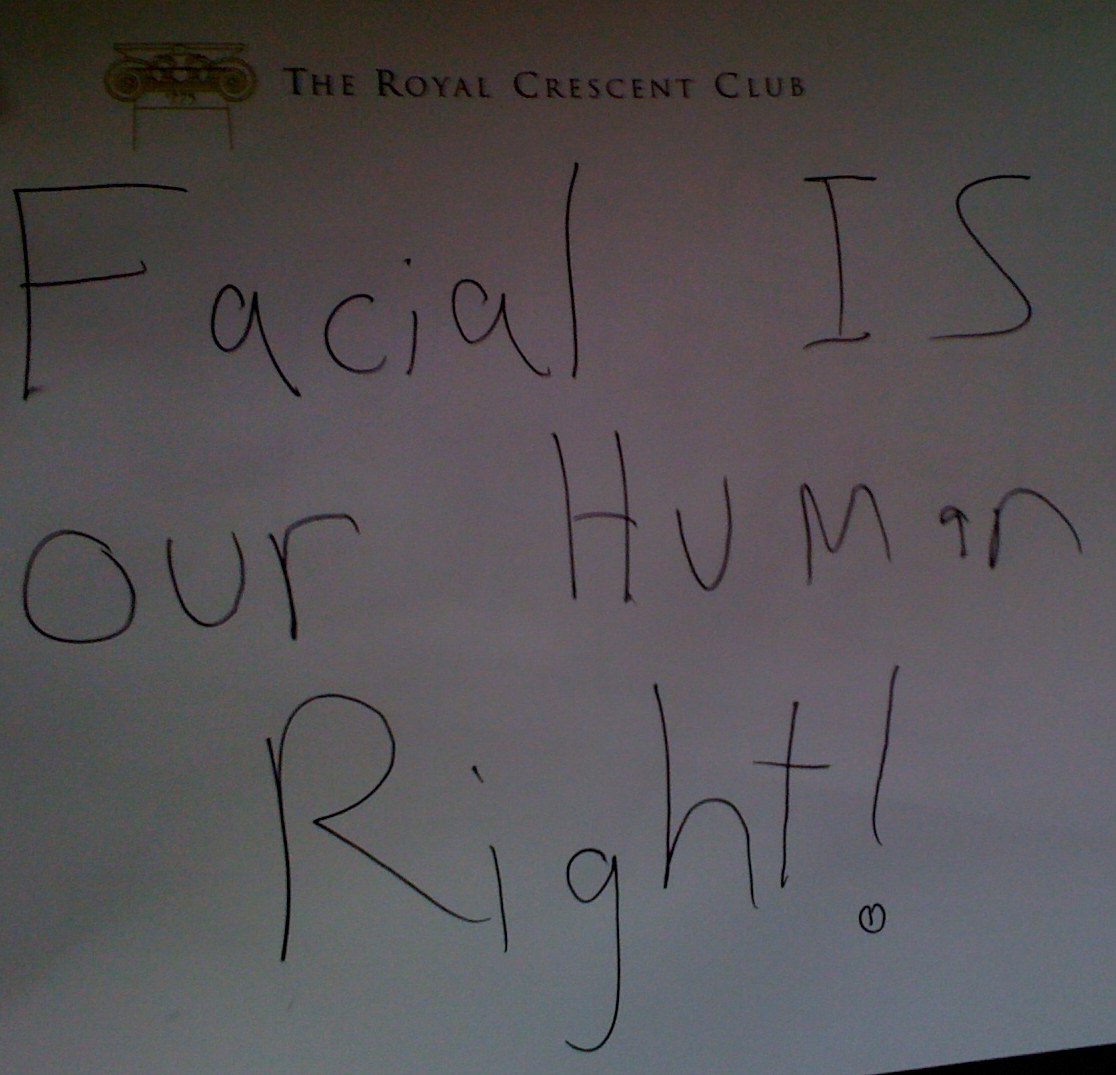 THE ROYAL CRESCENT CLUB
Facial IS
our Human
Right!